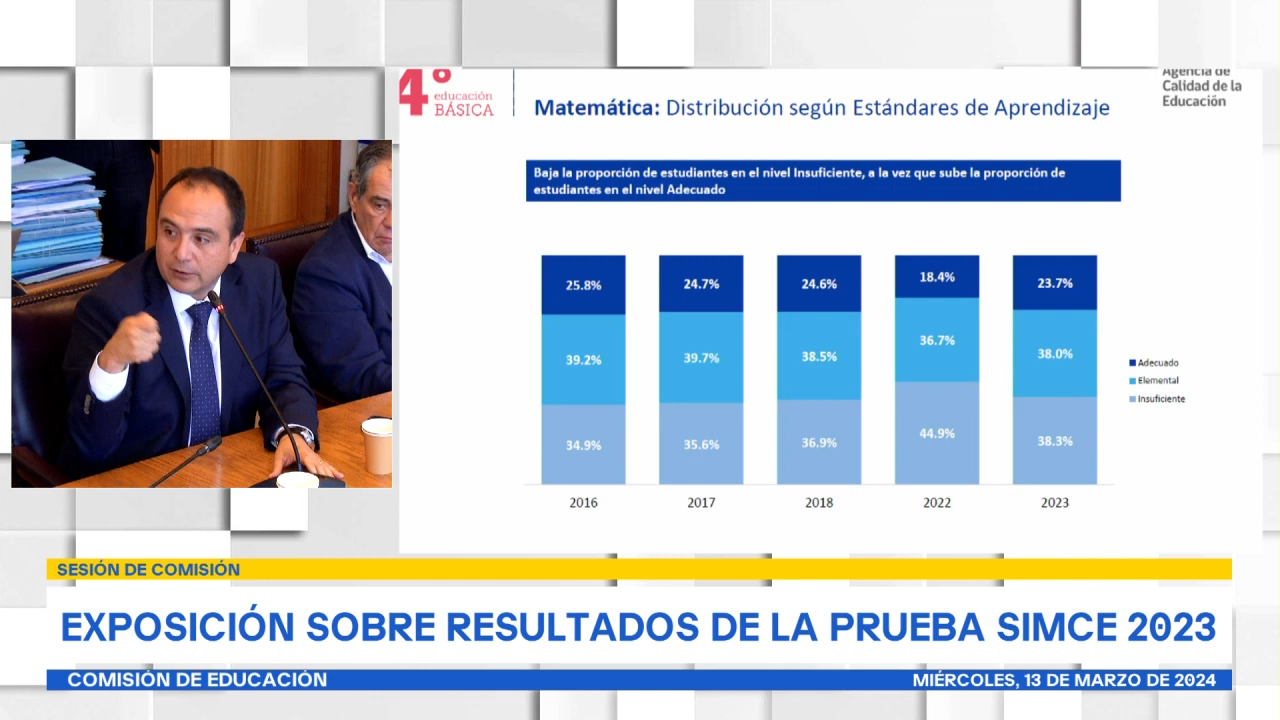 4º
educación
BÁSICA
Matemática: Distribución según Estándares de Aprendizaje
Agencia de
Calidad de la
Educación
Baja la proporción de estudiantes en el nivel Insuficiente, a la vez que sube la proporción de
estudiantes en el nivel Adecuado
25.8% 24.7% 24.6% 18.4% 23.7%
39.2% 39.7% 38.5% 36.7% 38.0%
34.9% 35.6% 36.9% 44.9% 38.3%
Adecuado
Elemental
Insuficiente
2016 2017 2018 2022 2023
SESIÓN DE COMISIÓN
EXPOSICIÓN SOBRE RESULTADOS DE LA PRUEBA SIMCE 2023
COMISIÓN DE EDUCACIÓN MIÉRCOLES, 13 DE MARZO DE 2024